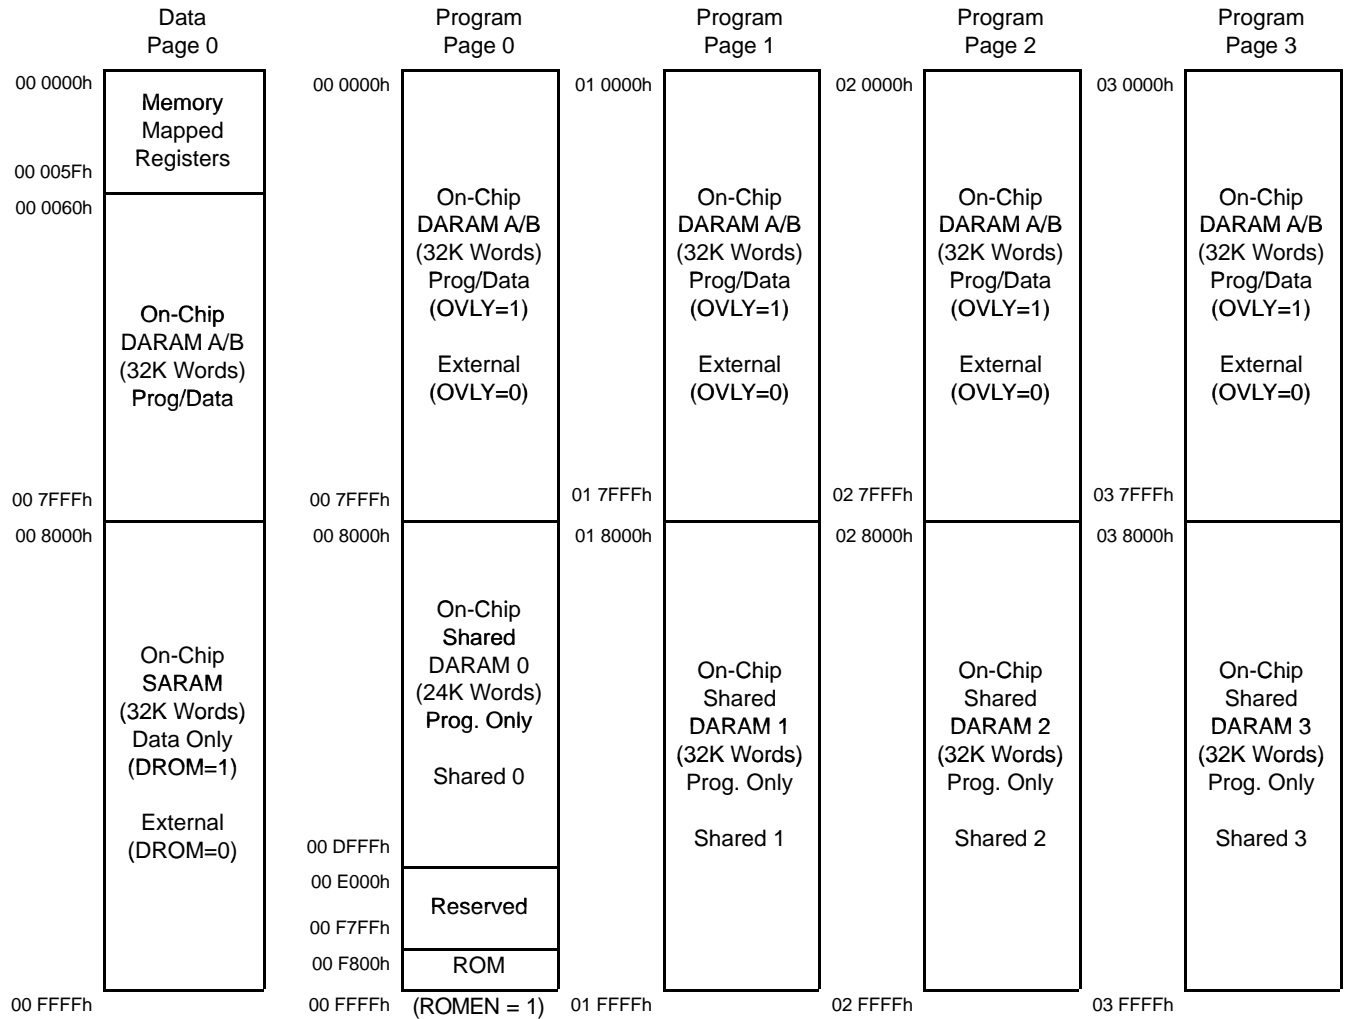 Data
Page 0
00 0000h
Memory
Mapped
Registers
00 005Fh
00 0060h
On-Chip
DARAM A/B
(32K Words)
Prog/Data
00 7FFFh
00 8000h
On-Chip
SARAM
(32K Words)
Data Only
(DROM=1)
External
(DROM=0)
00 FFFFh
Program
Page 0
00 0000h
On-Chip
DARAM A/B
(32K Words)
Prog/Data
(OVLY=1)
External
(OVLY=0)
00 7FFFh
00 8000h
On-Chip
Shared
DARAM 0
(24K Words)
Prog. Only
Shared 0
00 DFFFh
00 E000h
Reserved
00 F7FFh
00 F800h
ROM
00 FFFFh
(ROMEN = 1)
Program
Page 1
01 0000h
On-Chip
DARAM A/B
(32K Words)
Prog/Data
(OVLY=1)
External
(OVLY=0)
01 7FFFh
01 8000h
On-Chip
Shared
DARAM 1
(32K Words)
Prog. Only
Shared 1
01 FFFFh
Program
Page 2
02 0000h
On-Chip
DARAM A/B
(32K Words)
Prog/Data
(OVLY=1)
External
(OVLY=0)
02 7FFFh
02 8000h
On-Chip
Shared
DARAM 2
(32K Words)
Prog. Only
Shared 2
02 FFFFh
Program
Page 3
03 0000h
On-Chip
DARAM A/B
(32K Words)
Prog/Data
(OVLY=1)
External
(OVLY=0)
03 7FFFh
03 8000h
On-Chip
Shared
DARAM 3
(32K Words)
Prog. Only
Shared 3
03 FFFFh